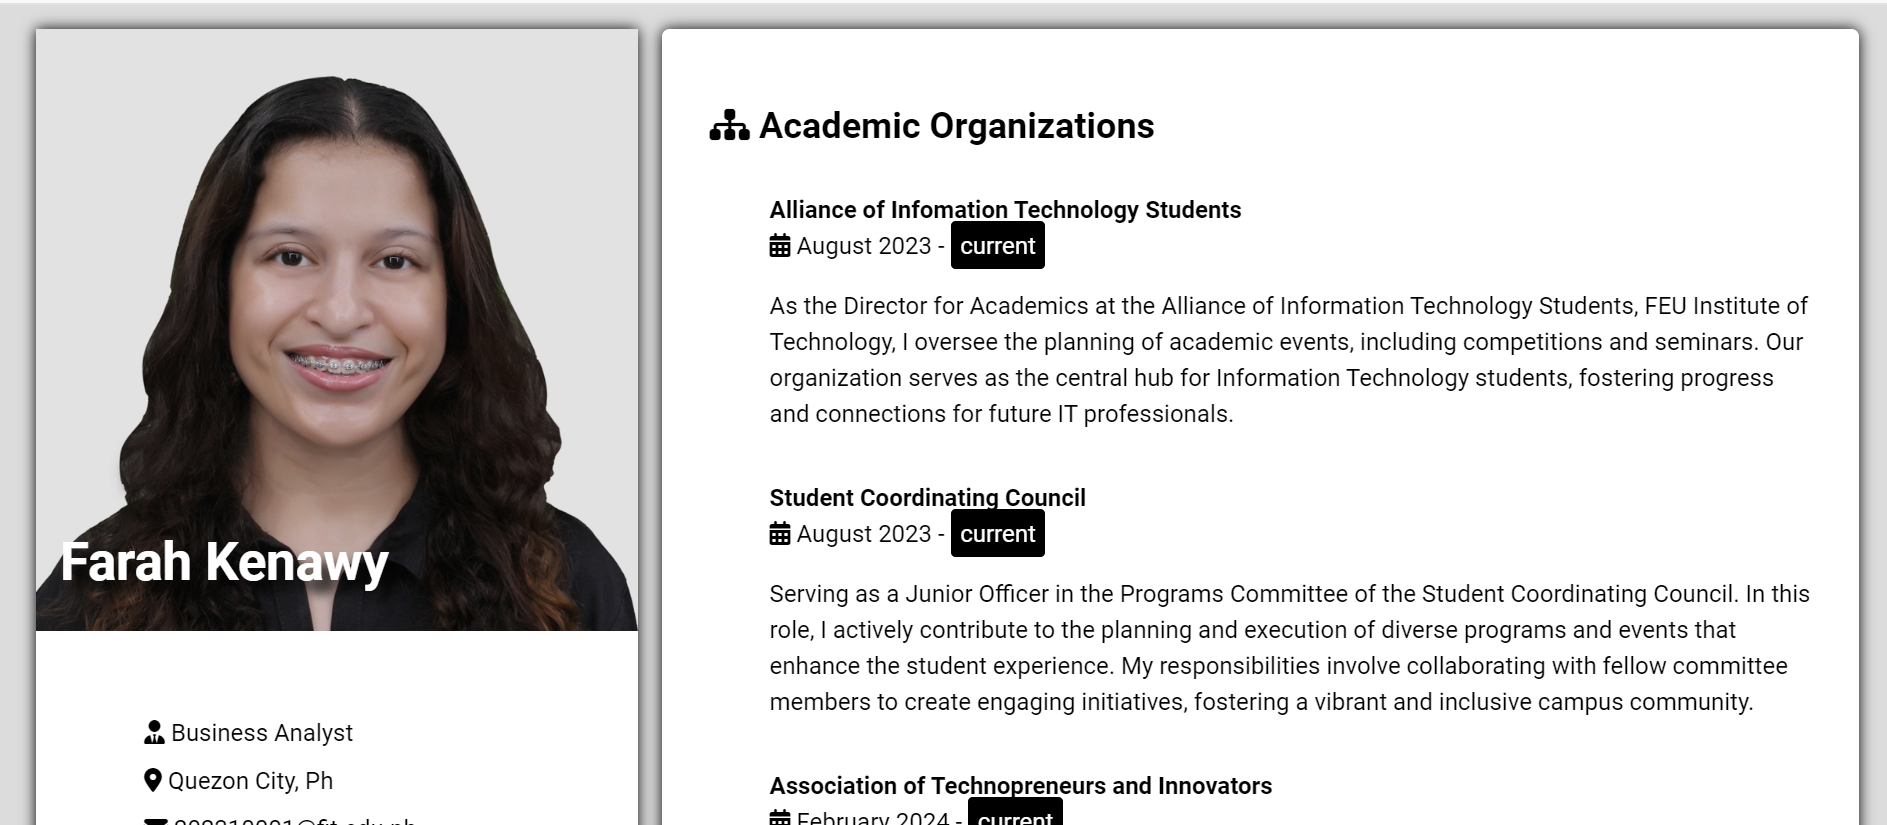 Farah Kenawy
Business Analyst
Quezon City, Ph
Academic Organizations
Alliance of Infomation Technology Students
August 2023 - current
As the Director for Academics at the Alliance of Information Technology Students, FEU Institute of
Technology, I oversee the planning of academic events, including competitions and seminars. Our
organization serves as the central hub for Information Technology students, fostering progress
and connections for future IT professionals.
Student Coordinating Council
August 2023 - current
Serving as a Junior Officer in the Programs Committee of the Student Coordinating Council. In this
role, I actively contribute to the planning and execution of diverse programs and events that
enhance the student experience. My responsibilities involve collaborating with fellow committee
members to create engaging initiatives, fostering a vibrant and inclusive campus community.
Association of Technopreneurs and Innovators
February 2024 - current